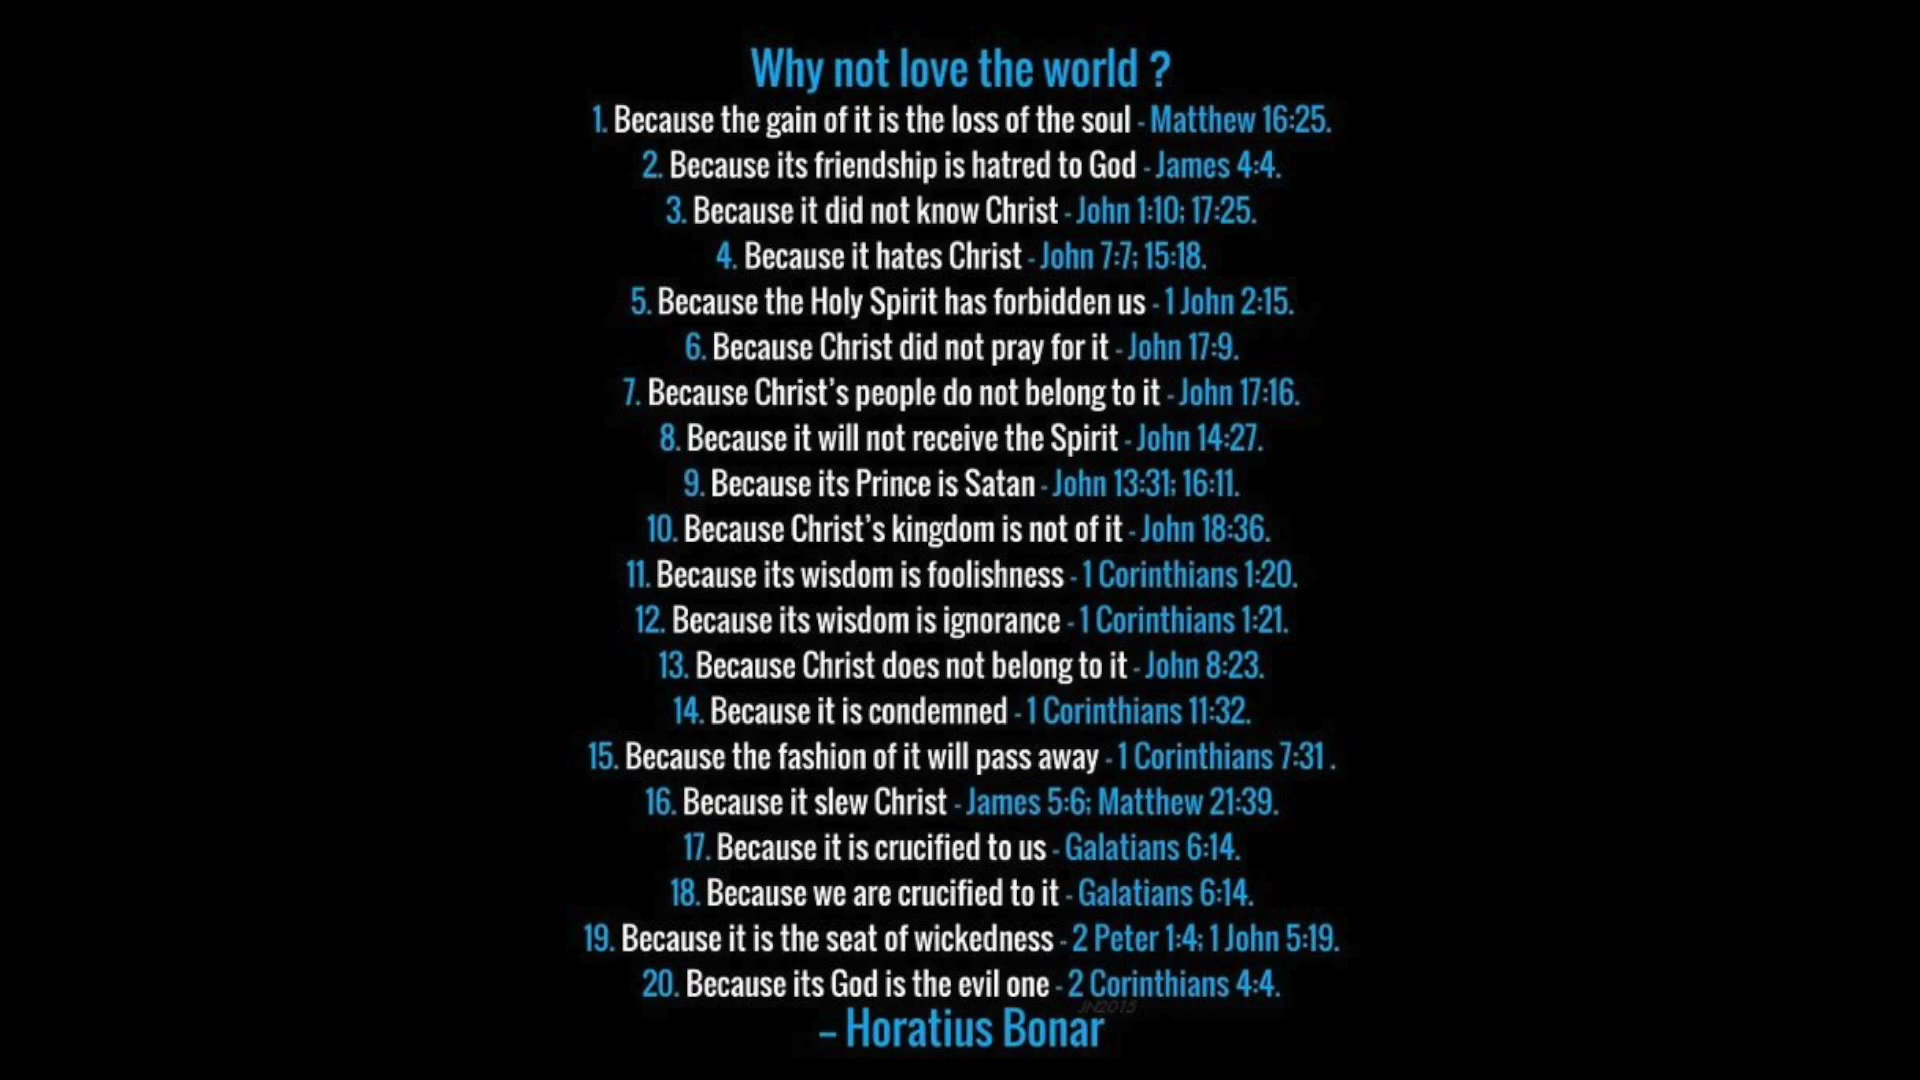 Why not love the world ?
1. Because the gain of it is the loss of the soul - Matthew 16:25.
2. Because its friendship is hatred to God - James 4:4.
3. Because it did not know Christ - John 1:10; 17:25.
4. Because it hates Christ - John 7:7; 15:18.
5. Because the Holy Spirit has forbidden us - 1 John 2:15.
6. Because Christ did not pray for it - John 17:9.
7. Because Christ's people do not belong to it - John 17:16.
8. Because it will not receive the Spirit - John 14:27.
9. Because its Prince is Satan - John 13:31; 16:11.
10. Because Christ's kingdom is not of it - John 18:36.
11. Because its wisdom is foolishness - 1 Corinthians 1:20.
12. Because its wisdom is ignorance - 1 Corinthians 1:21.
13. Because Christ does not belong to it - John 8:23.
14. Because it is condemned - 1 Corinthians 11:32.
15. Because the fashion of it will pass away - 1 Corinthians 7:31 .
16. Because it slew Christ - James 5:6; Matthew 21:39.
17. Because it is crucified to us - Galatians 6:14.
18. Because we are crucified to it - Galatians 6:14.
19. Because it is the seat of wickedness - 2 Peter 1:4; 1 John 5:19.
20. Because its God is the evil one - 2 Corinthians 4:4.
JN2015
– Horatius Bonar